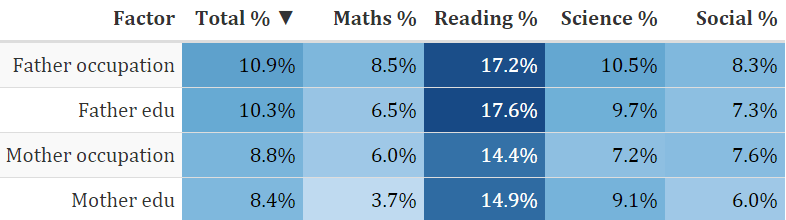 Factor Total % ▼ Maths % Reading % Science % Social %
Father occupation 10.9% 8.5% 17.2% 10.5% 8.3%
Father edu 10.3% 6.5% 17.6% 9.7% 7.3%
Mother occupation 8.8% 6.0% 14.4% 7.2% 7.6%
Mother edu 8.4% 3.7% 14.9% 9.1% 6.0%